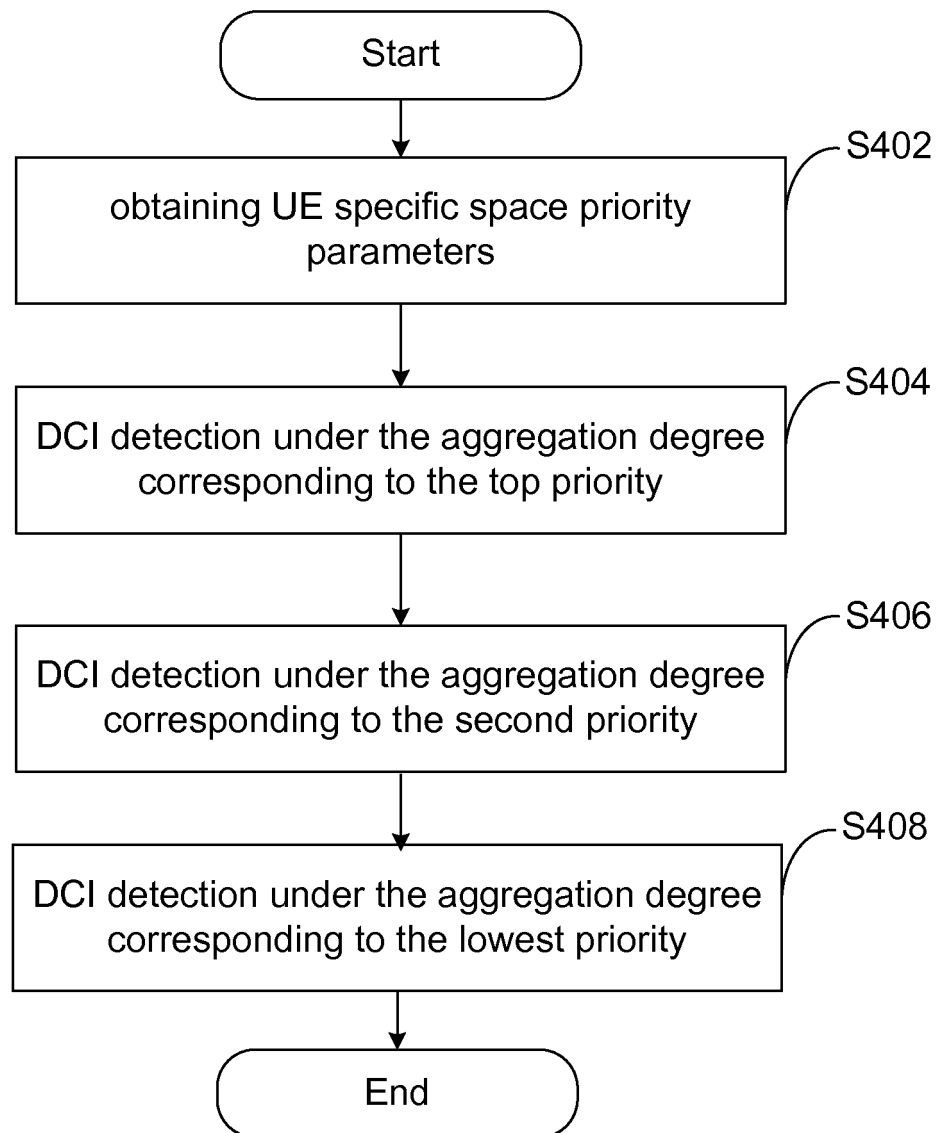 Start
S402
obtaining UE specific space priority
parameters
S404
DCI detection under the aggregation degree
corresponding to the top priority
S406
DCI detection under the aggregation degree
corresponding to the second priority
S408
DCI detection under the aggregation degree
corresponding to the lowest priority
End